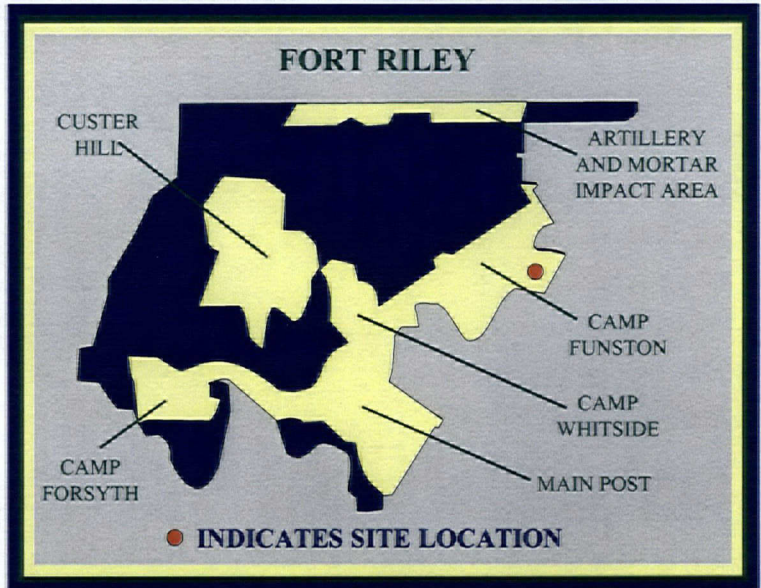 FORT RILEY
CUSTER
HILL
ARTILLERY
AND MORTAR
IMPACT AREA
CAMP
FUNSTON
CAMP
WHITSIDE
CAMP
FORSYTH
MAIN POST
INDICATES SITE LOCATION